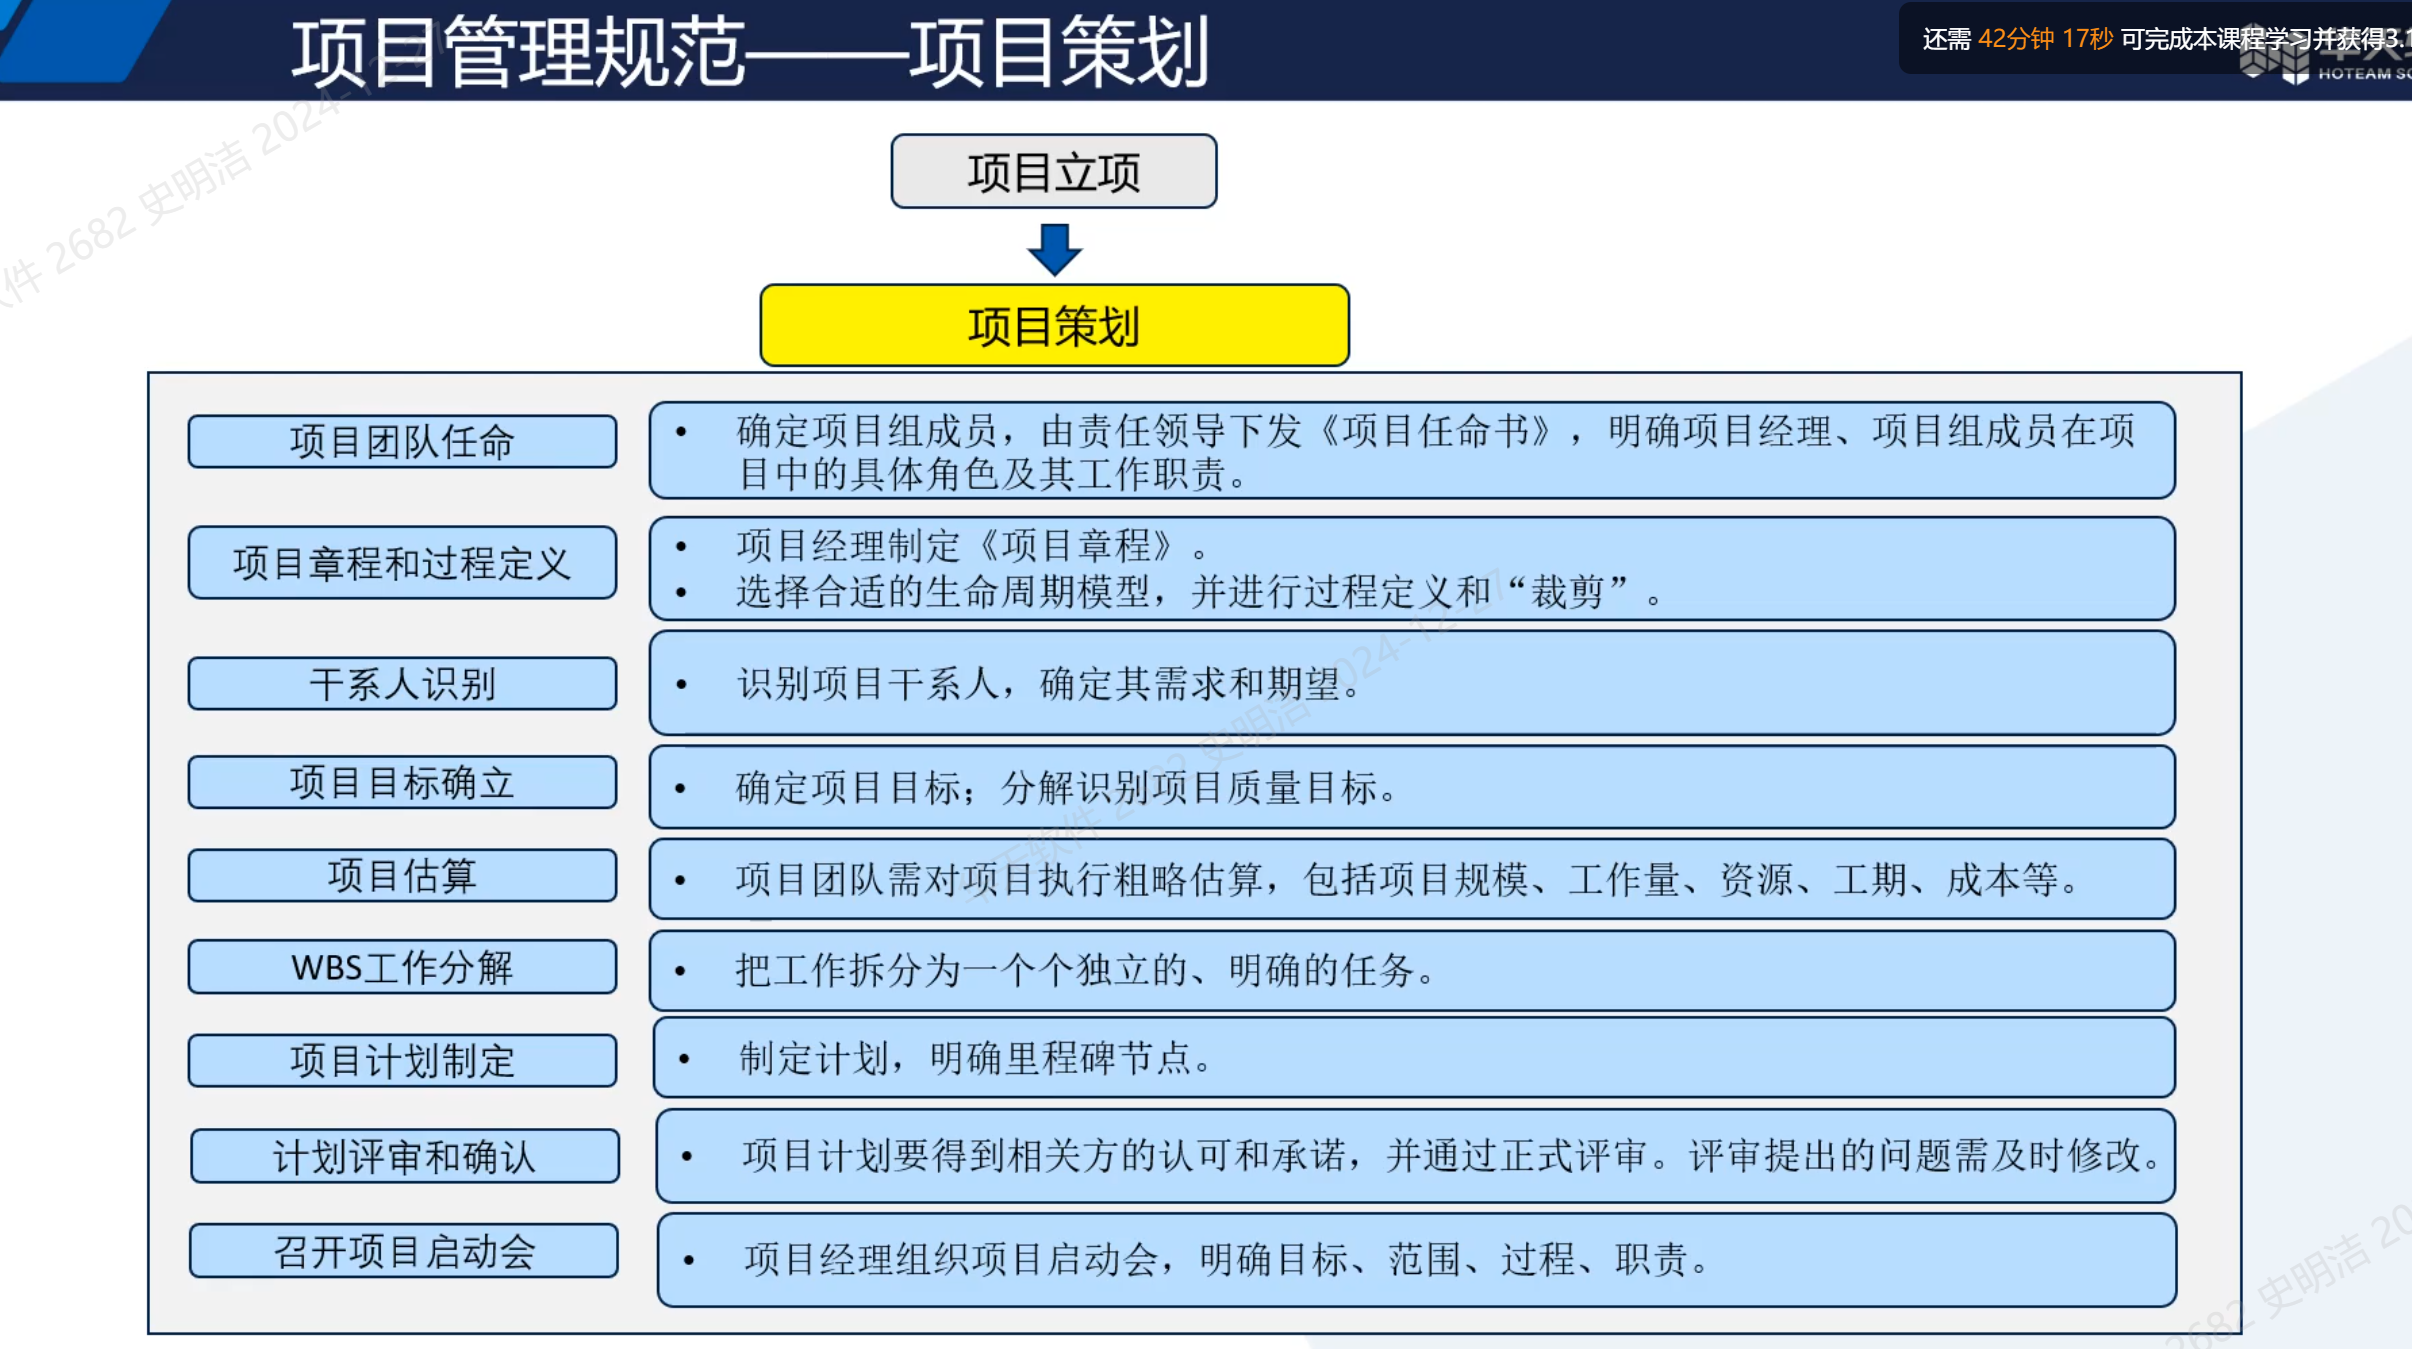 项目管理规范——项目策划
还需 42分钟 17秒 可完成本课程学习并获得3.1
HOTEAM SO
项目立项
项目策划
项目团队任命
• 确定项目组成员，由责任领导下发《项目任命书》，明确项目经理、项目组成员在项
目中的具体角色及其工作职责。
项目章程和过程定义
• 项目经理制定《项目章程》。
• 选择合适的生命周期模型，并进行过程定义和“裁剪”。
干系人识别
• 识别项目干系人，确定其需求和期望。
项目目标确立
• 确定项目目标；分解识别项目质量目标。
项目估算
• 项目团队需对项目执行粗略估算，包括项目规模、工作量、资源、工期、成本等。
WBS工作分解
• 把工作拆分为一个个独立的、明确的任务。
项目计划制定
• 制定计划，明确里程碑节点。
计划评审和确认
• 项目计划要得到相关方的认可和承诺，并通过正式评审。评审提出的问题需及时修改。
召开项目启动会
• 项目经理组织项目启动会，明确目标、范围、过程、职责。
件 2682 史明洁 2024-12-27
软件 2682 史明洁 2024-12-27
2682 史明洁 20